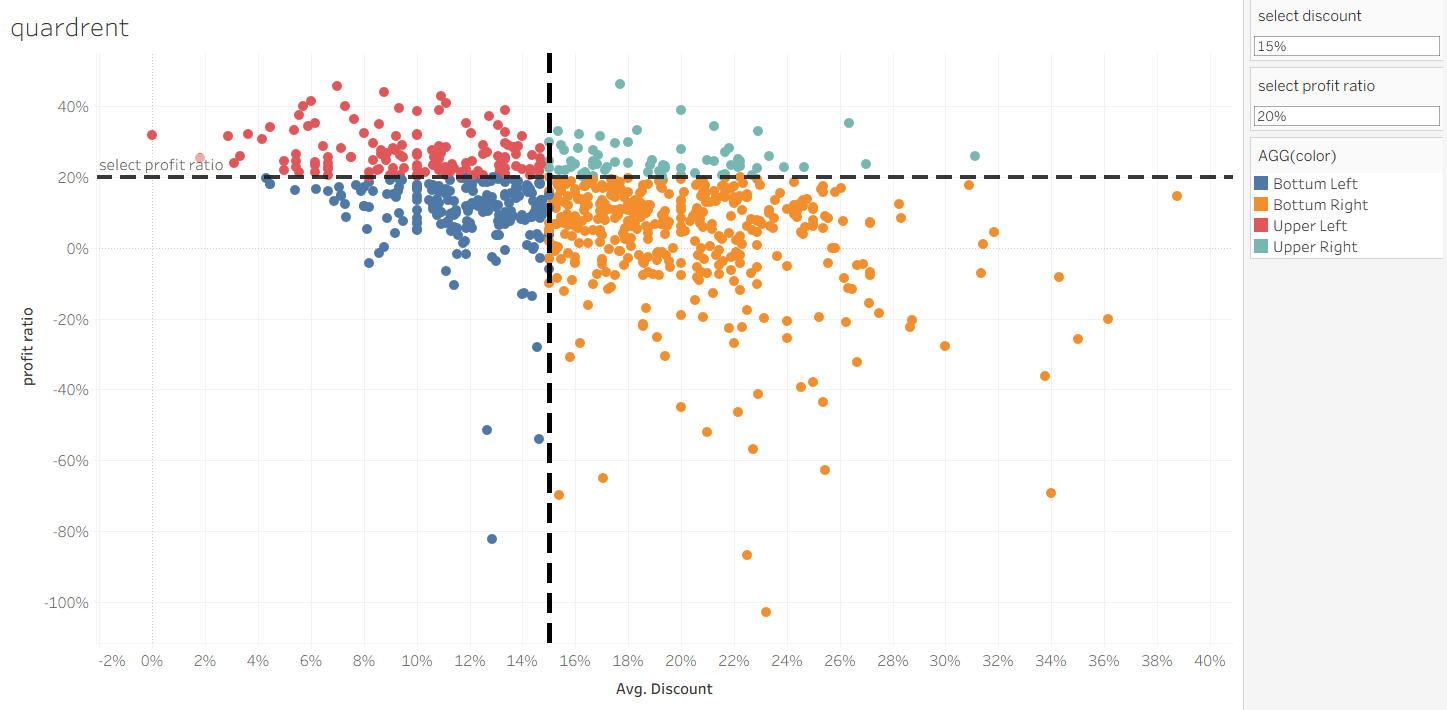 quardrent
select profit ratio
40%
20%
0%
-20%
-40%
-60%
-80%
-100%
profit ratio
-2% 0% 2% 4% 6% 8% 10% 12% 14% 16% 18% 20% 22% 24% 26% 28% 30% 32% 34% 36% 38% 40%
Avg. Discount
select discount
15%
select profit ratio
20%
AGG(color)
Bottum Left
Bottum Right
Upper Left
Upper Right